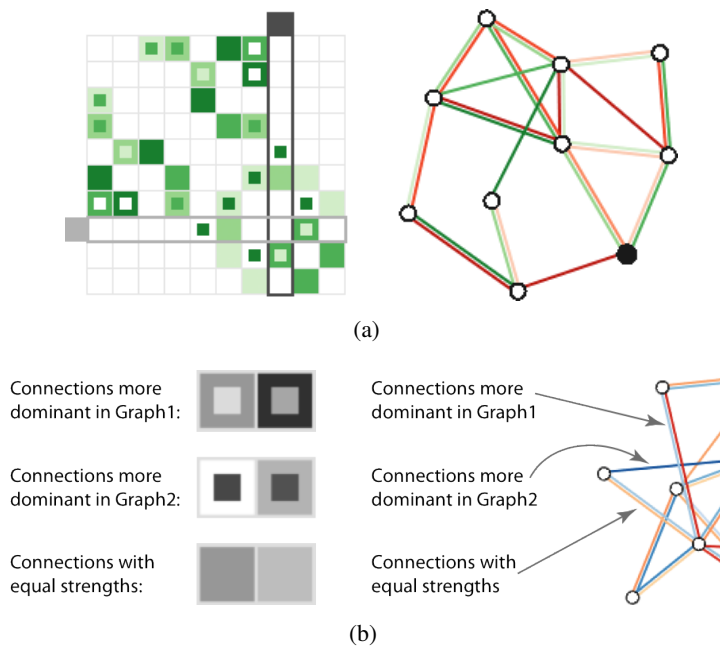 (a)
Connections more
dominant in Graph1:
Connections more
dominant in Graph2:
Connections with
equal strengths:
Connections more
dominant in Graph1
Connections more
dominant in Graph2
Connections with
equal strengths
(b)